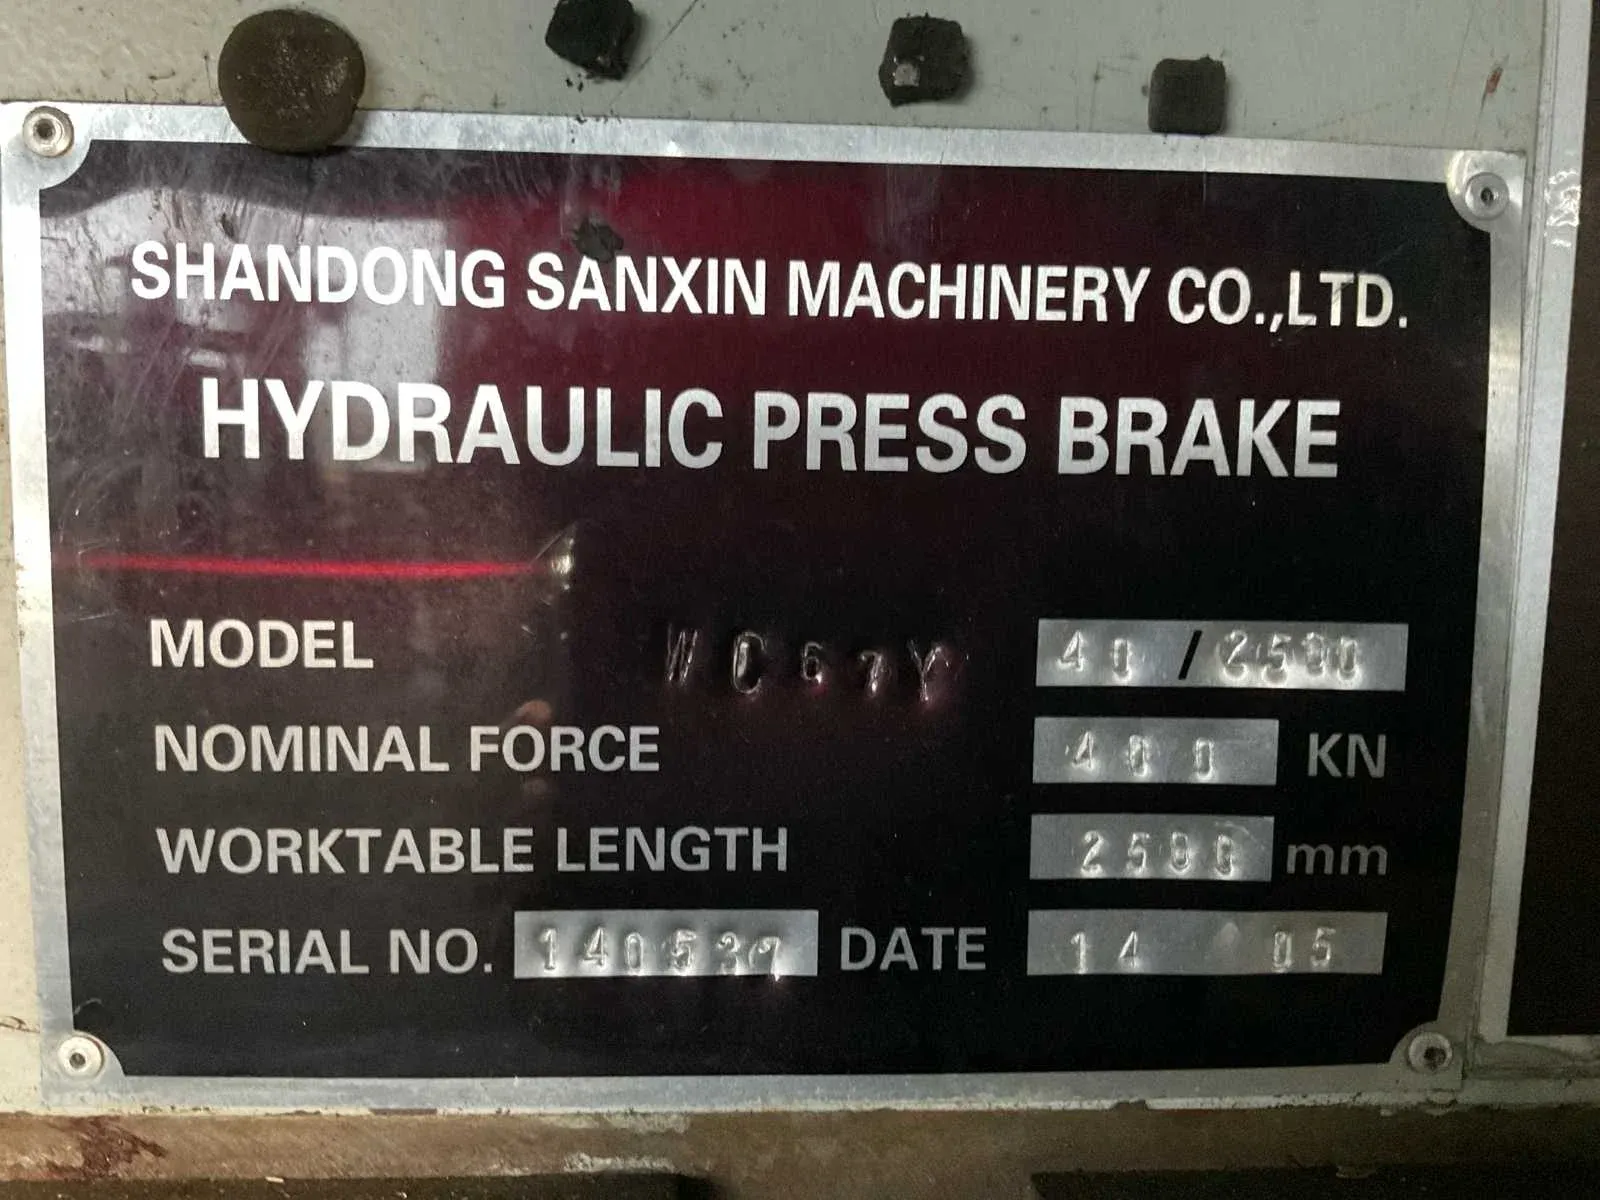 SHANDONG SANXIN MACHINERY CO.,LTD.
HYDRAULIC PRESS BRAKE
MODEL WC67Y 40/2500
NOMINAL FORCE 400 KN
WORKTABLE LENGTH 2500 mm
SERIAL NO. 140537 DATE 14 05